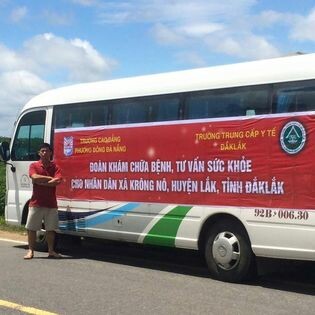 TRƯỜNG CAO ĐẲNG
PHƯƠNG ĐÔNG ĐÀ NẴNG
TRƯỜNG TRUNG CẤP Y TẾ
ĐẮKLẮK
ĐOÀN KHÁM CHỮA BỆNH, TƯ VẤN SỨC KHỎE
CHO NHÂN DÂN XÃ KRÔNG NÔ, HUYỆN LẮK, TỈNH ĐẮKLẮK
92B 006.30